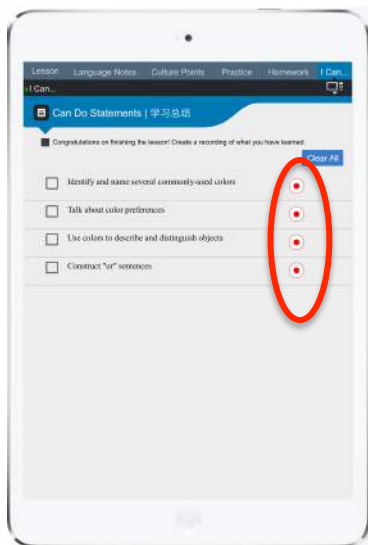 Lesson Language Notes Culture Points Practice Homework I Can...
I Can...
Can Do Statements | 学习总结
Congratulations on finishing the lesson! Create a recording of what you have learned.
Clear All
Identify and name several commonly-used colors
Talk about color preferences
Use colors to describe and distinguish objects
Construct "or" sentences